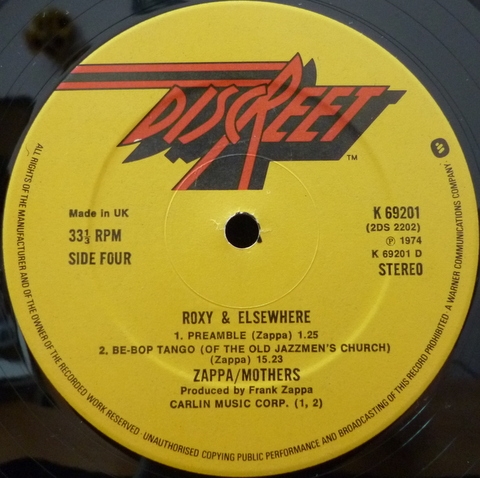 DISCREET
TM
Made in UK
33⅓ RPM
SIDE FOUR
K 69201
(2DS 2202)
Ⓟ 1974
K 69201 D
STEREO
ROXY & ELSEWHERE
1. PREAMBLE (Zappa) 1.25
2. BE-BOP TANGO (OF THE OLD JAZZMEN'S CHURCH)
(Zappa) 15.23
ZAPPA/MOTHERS
Produced by Frank Zappa
CARLIN MUSIC CORP. (1, 2)
ALL RIGHTS OF THE MANUFACTURER AND OF THE OWNER OF THE RECORDED WORK RESERVED · UNAUTHORISED COPYING PUBLIC PERFORMANCE AND BROADCASTING OF THIS RECORD PROHIBITED A WARNER COMMUNICATIONS COMPANY.